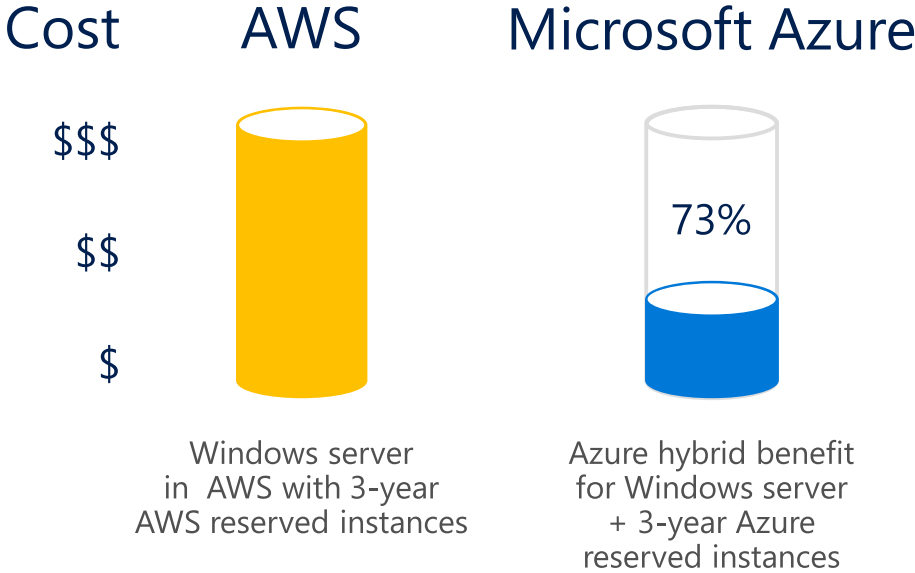 Cost
AWS
Microsoft Azure
$$$
73%
$$
$
Windows server
in AWS with 3-year
AWS reserved instances
Azure hybrid benefit
for Windows server
+ 3-year Azure
reserved instances